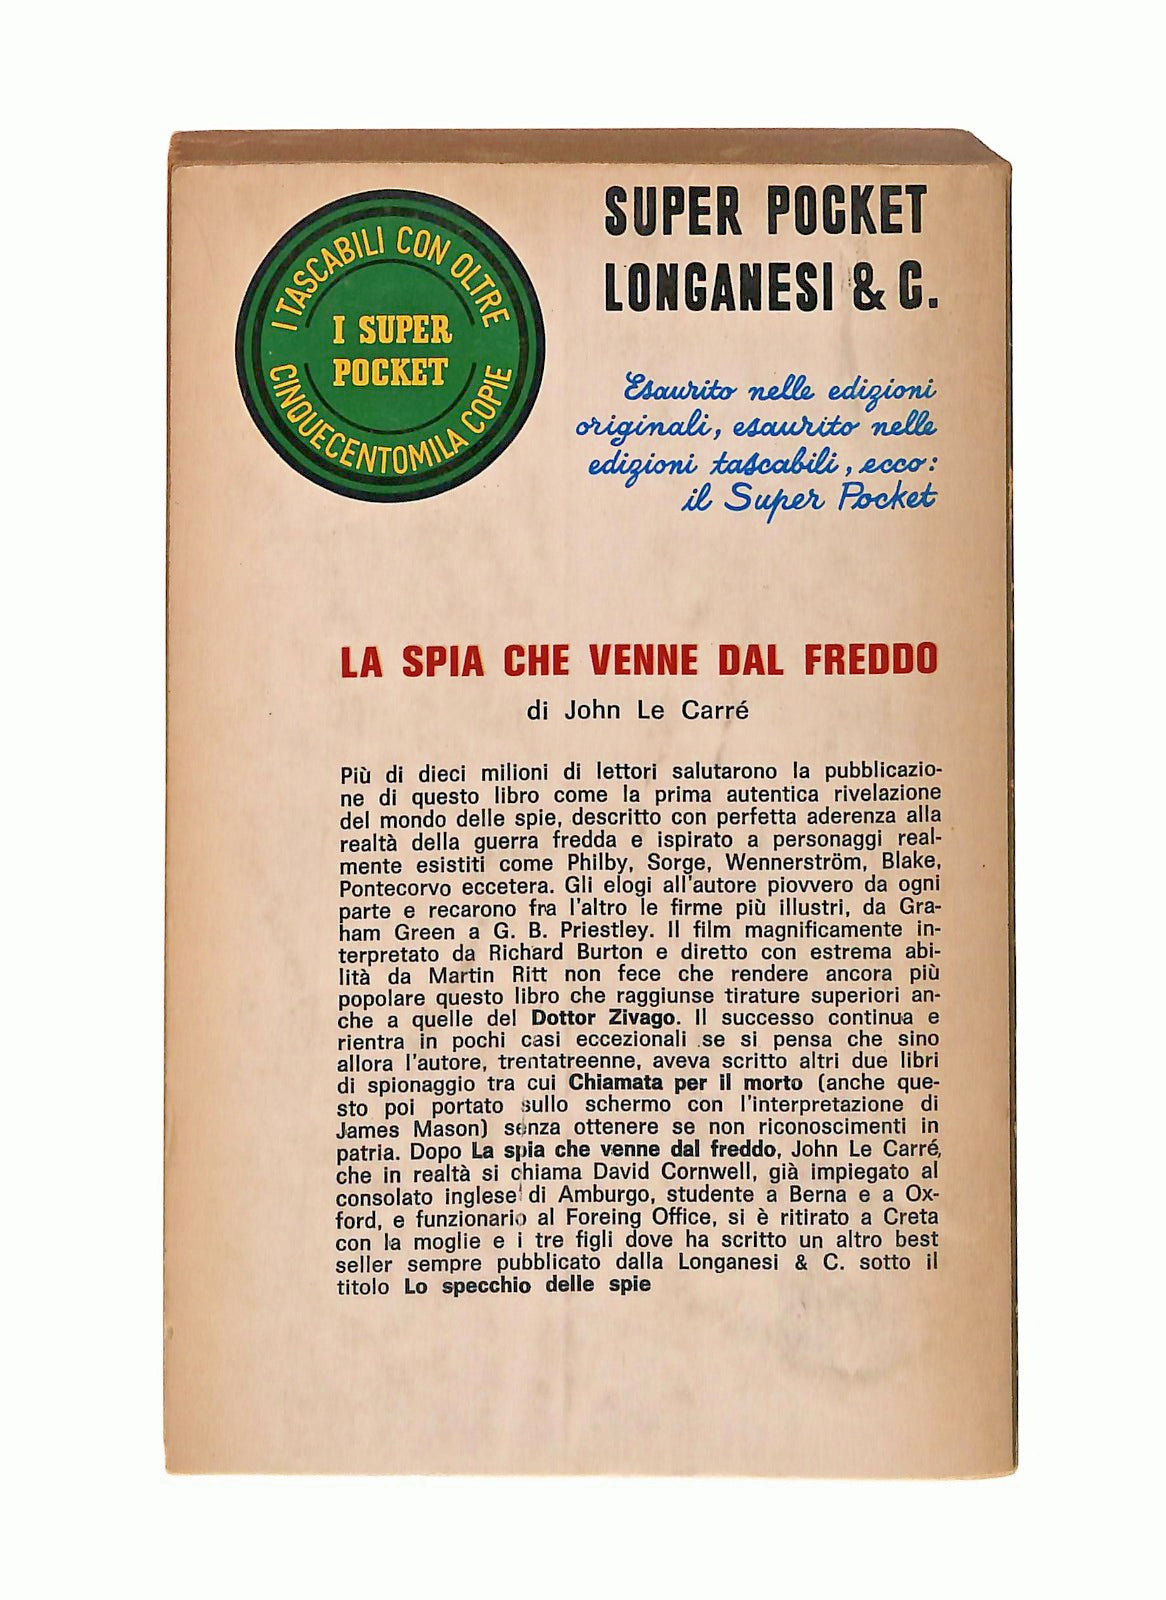 I TASCABILI CON OLTRE
I SUPER
POCKET
CINQUECENTOMILA COPIE
SUPER POCKET
LONGANESI & C.
Esaurito nelle edizioni
originali, esaurito nelle
edizioni tascabili, ecco:
il Super Pocket
LA SPIA CHE VENNE DAL FREDDO
di John Le Carré
Più di dieci milioni di lettori salutarono la pubblicazio-
ne di questo libro come la prima autentica rivelazione
del mondo delle spie, descritto con perfetta aderenza alla
realtà della guerra fredda e ispirato a personaggi real-
mente esistiti come Philby, Sorge, Wennerström, Blake,
Pontecorvo eccetera. Gli elogi all'autore piovvero da ogni
parte e recarono fra l'altro le firme più illustri, da Gra-
ham Green a G. B. Priestley. Il film magnificamente in-
terpretato da Richard Burton e diretto con estrema abi-
lità da Martin Ritt non fece che rendere ancora più
popolare questo libro che raggiunse tirature superiori an-
che a quelle del Dottor Zivago. Il successo continua e
rientra in pochi casi eccezionali se si pensa che sino
allora l'autore, trentatreenne, aveva scritto altri due libri
di spionaggio tra cui Chiamata per il morto (anche que-
sto poi portato sullo schermo con l'interpretazione di
James Mason) senza ottenere se non riconoscimenti in
patria. Dopo La spia che venne dal freddo, John Le Carré,
che in realtà si chiama David Cornwell, già impiegato al
consolato inglese di Amburgo, studente a Berna e a Ox-
ford, e funzionario al Foreing Office, si è ritirato a Creta
con la moglie e i tre figli dove ha scritto un altro best
seller sempre pubblicato dalla Longanesi & C. sotto il
titolo Lo specchio delle spie